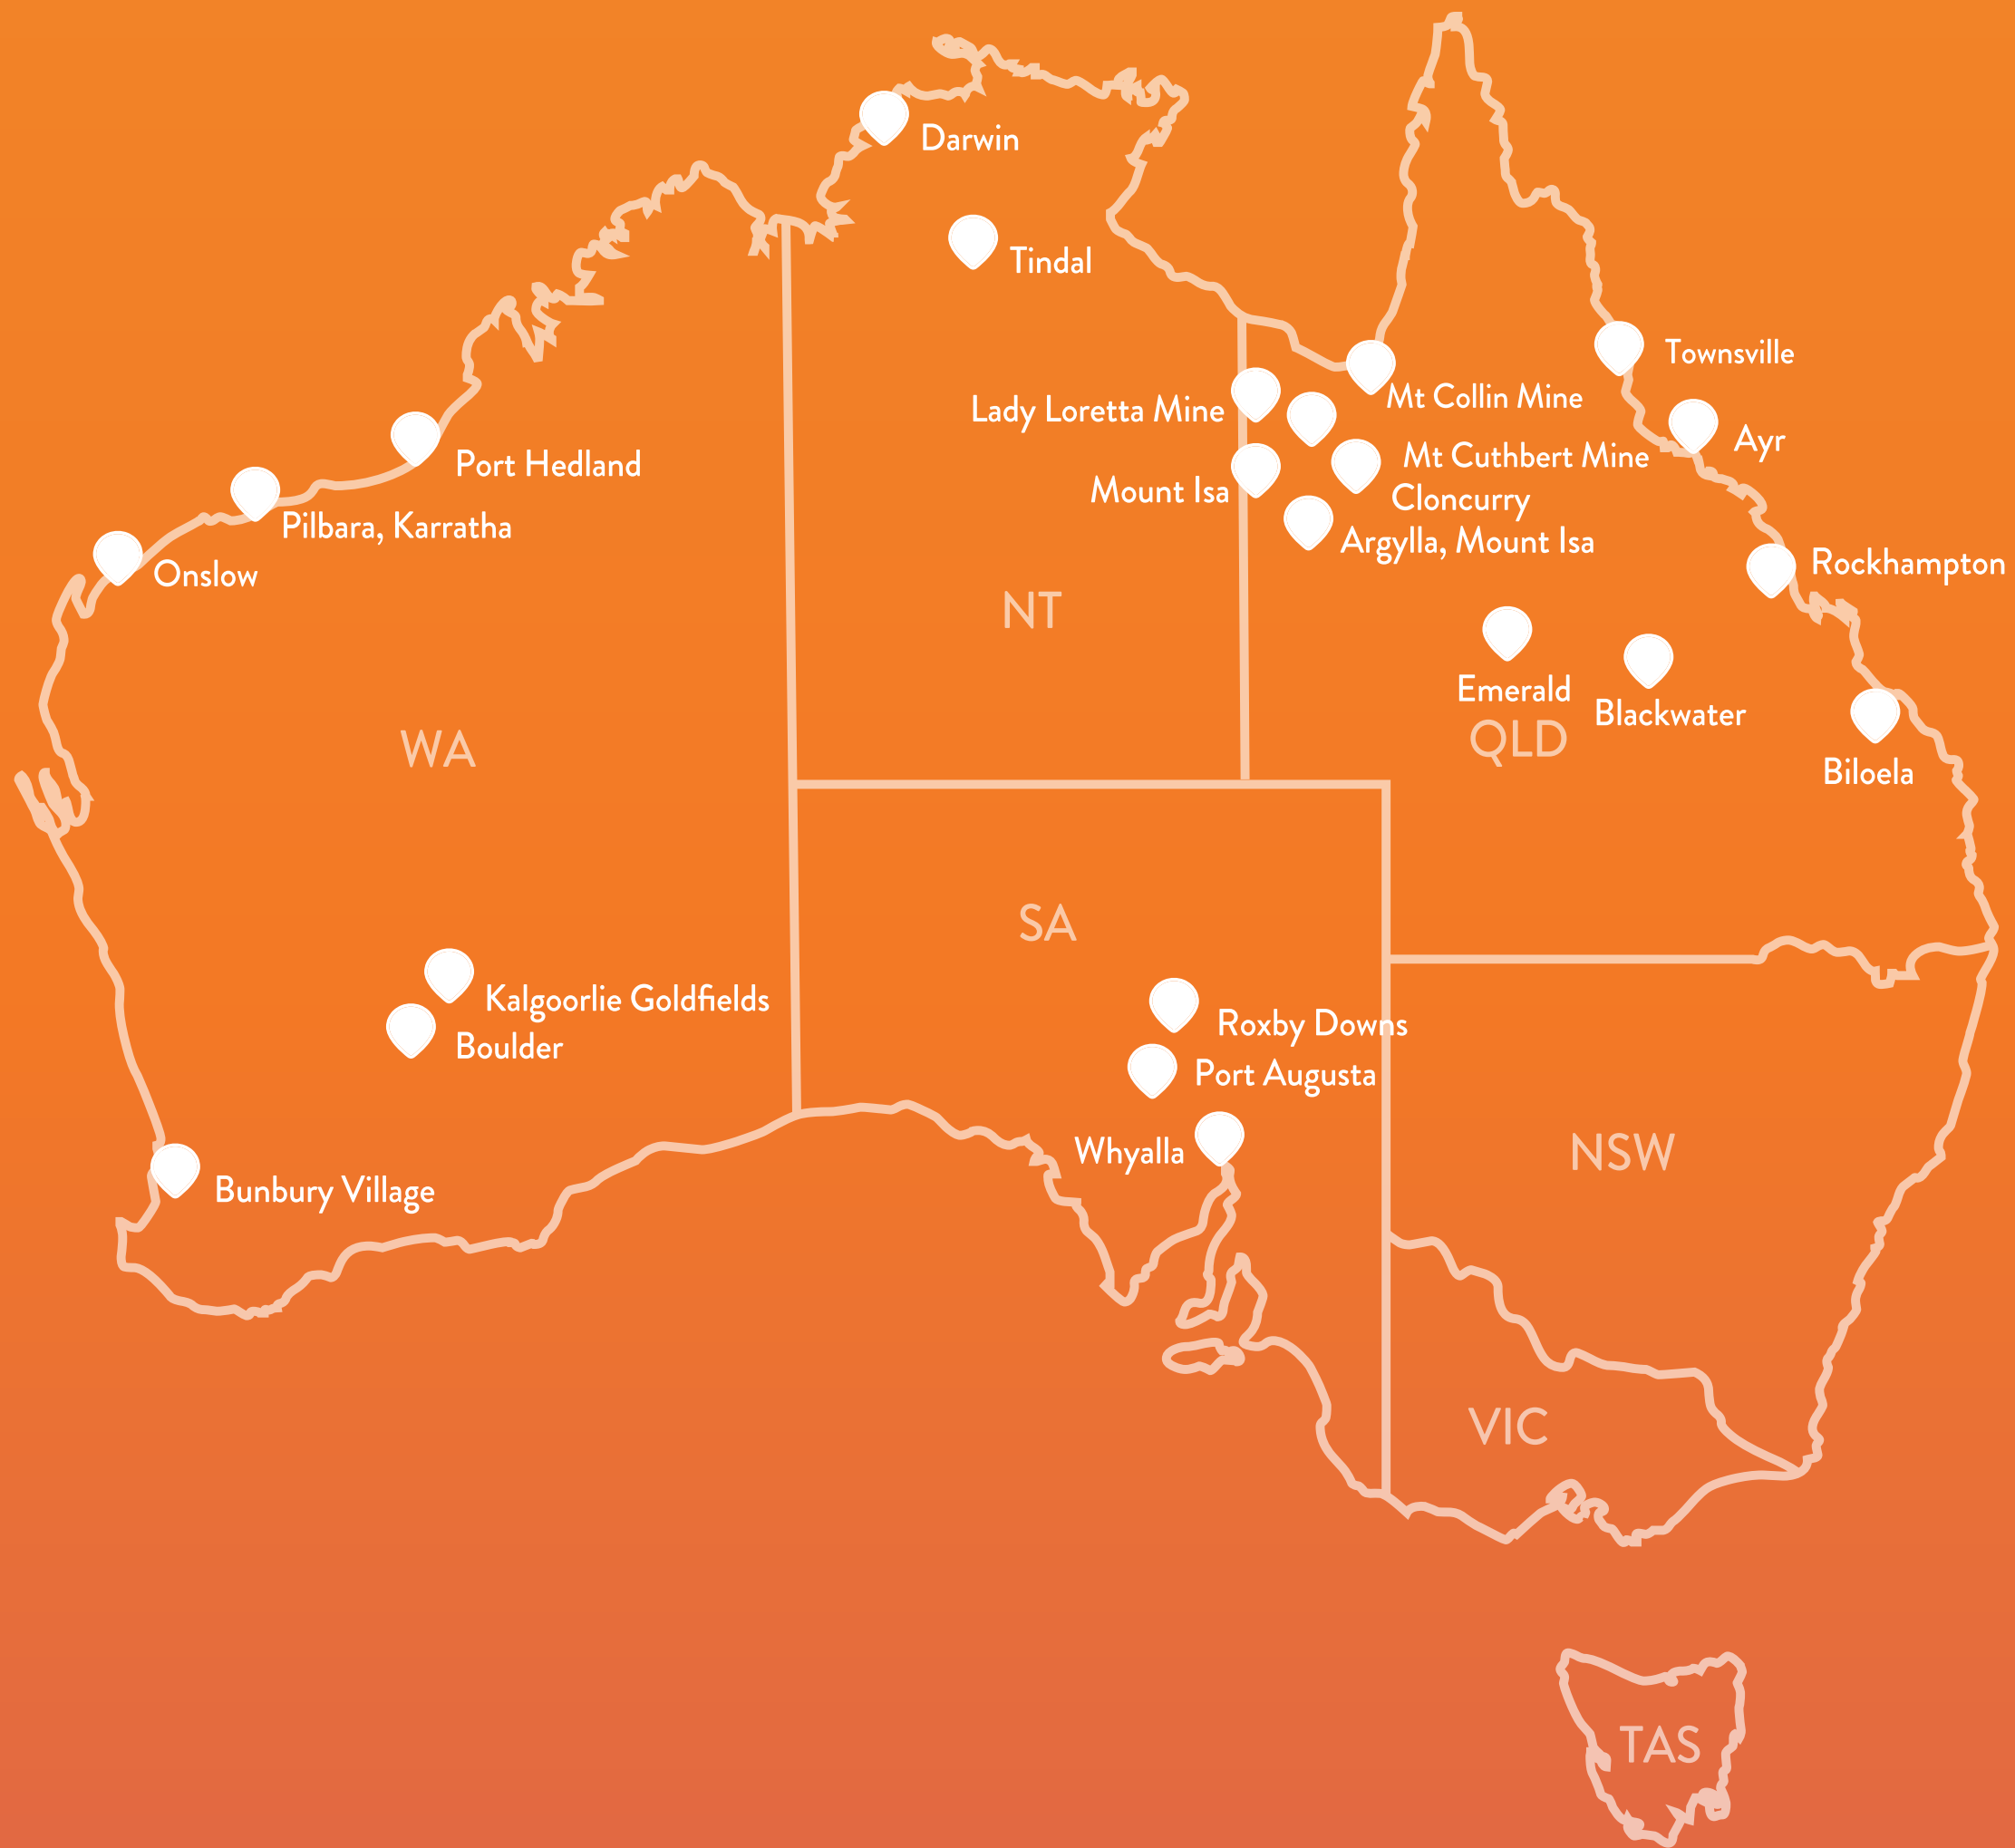 Darwin
Tindal
Townsville
Mt Collin Mine
Lady Loretta Mine
Ayr
Port Hedland
Mt Cuthbert Mine
Mount Isa
Cloncurry
Pilbara, Karratha
Argylla, Mount Isa
Onslow
Rockhampton
NT
Emerald
Blackwater
WA
QLD
Biloela
SA
Kalgoorlie Goldfields
Roxby Downs
Boulder
Port Augusta
Whyalla
NSW
Bunbury Village
VIC
TAS